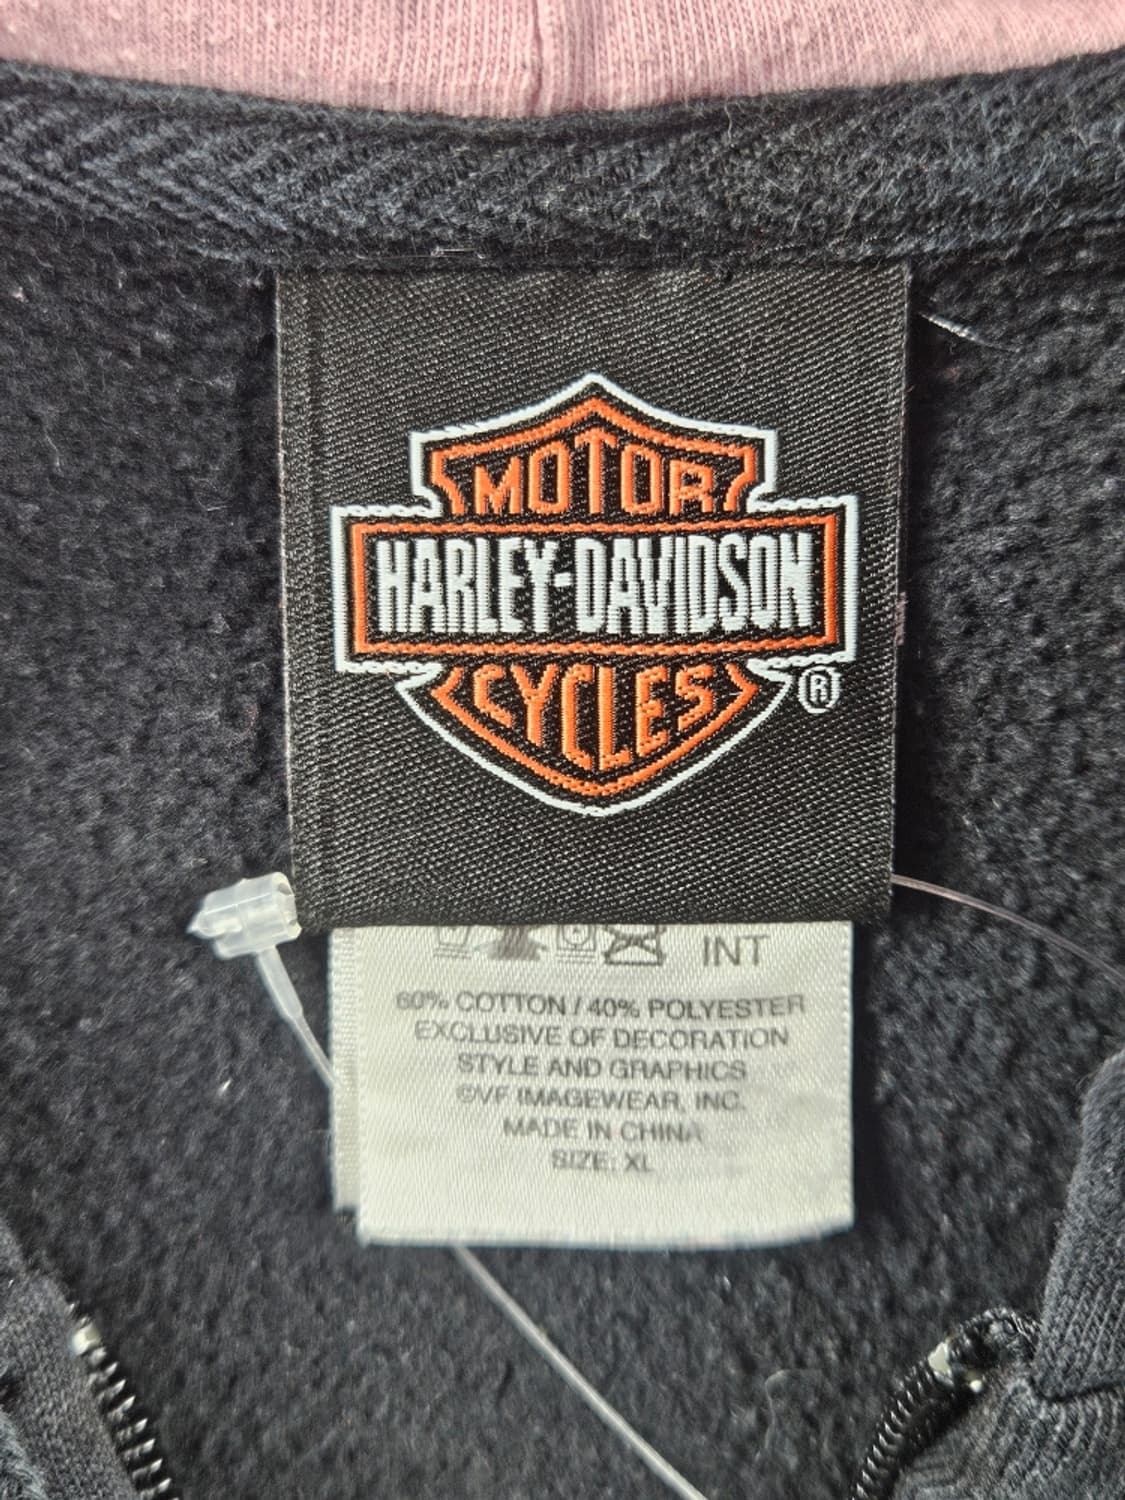 MOTOR
HARLEY-DAVIDSON
CYCLES
®
INT
60% COTTON / 40% POLYESTER
EXCLUSIVE OF DECORATION
STYLE AND GRAPHICS
©VF IMAGEWEAR, INC.
MADE IN CHINA
SIZE: XL